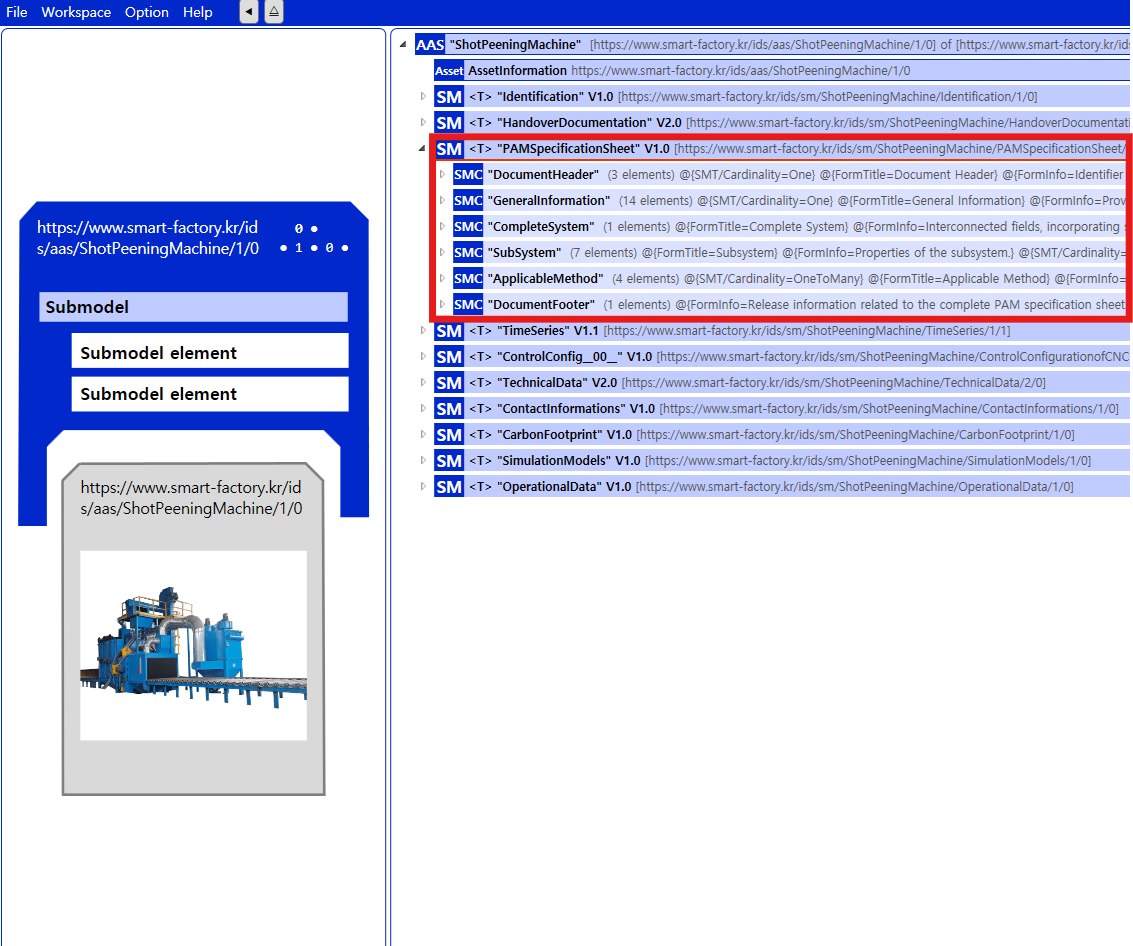 File Workspace Option Help
https://www.smart-factory.kr/id
s/aas/ShotPeeningMachine/1/0
0
1 0
Submodel
Submodel element
Submodel element
https://www.smart-factory.kr/id
s/aas/ShotPeeningMachine/1/0
AAS "ShotPeeningMachine" [https://www.smart-factory.kr/ids/aas/ShotPeeningMachine/1/0] of [https://www.smart-factory.kr/ids
Asset AssetInformation https://www.smart-factory.kr/ids/aas/ShotPeeningMachine/1/0
SM <T> "Identification" V1.0 [https://www.smart-factory.kr/ids/sm/ShotPeeningMachine/Identification/1/0]
SM <T> "HandoverDocumentation" V2.0 [https://www.smart-factory.kr/ids/sm/ShotPeeningMachine/HandoverDocumentati
SM <T> "PAMSpecificationSheet" V1.0 [https://www.smart-factory.kr/ids/sm/ShotPeeningMachine/PAMSpecificationSheet/
SMC "DocumentHeader" (3 elements) @{SMT/Cardinality=One} @{FormTitle=Document Header} @{FormInfo=Identifier
SMC "GeneralInformation" (14 elements) @{SMT/Cardinality=One} @{FormTitle=General Information} @{FormInfo=Prov
SMC "CompleteSystem" (1 elements) @{FormTitle=Complete System} @{FormInfo=Interconnected fields, incorporating
SMC "SubSystem" (7 elements) @{FormTitle=Subsystem} @{FormInfo=Properties of the subsystem.} @{SMT/Cardinality=
SMC "ApplicableMethod" (4 elements) @{SMT/Cardinality=OneToMany} @{FormTitle=Applicable Method} @{FormInfo=
SMC "DocumentFooter" (1 elements) @{FormInfo=Release information related to the complete PAM specification sheet
SM <T> "TimeSeries" V1.1 [https://www.smart-factory.kr/ids/sm/ShotPeeningMachine/TimeSeries/1/1]
SM <T> "ControlConfig__00__" V1.0 [https://www.smart-factory.kr/ids/sm/ShotPeeningMachine/ControlConfigurationofCNC
SM <T> "TechnicalData" V2.0 [https://www.smart-factory.kr/ids/sm/ShotPeeningMachine/TechnicalData/2/0]
SM <T> "ContactInformations" V1.0 [https://www.smart-factory.kr/ids/sm/ShotPeeningMachine/ContactInformations/1/0]
SM <T> "CarbonFootprint" V1.0 [https://www.smart-factory.kr/ids/sm/ShotPeeningMachine/CarbonFootprint/1/0]
SM <T> "SimulationModels" V1.0 [https://www.smart-factory.kr/ids/sm/ShotPeeningMachine/SimulationModels/1/0]
SM <T> "OperationalData" V1.0 [https://www.smart-factory.kr/ids/sm/ShotPeeningMachine/OperationalData/1/0]